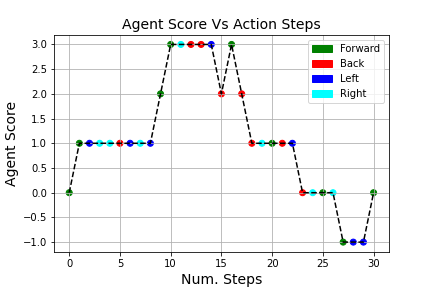 Agent Score Vs Action Steps
3.0
2.5
2.0
1.5
1.0
0.5
0.0
−0.5
−1.0
Agent Score
Forward
Back
Left
Right
0 5 10 15 20 25 30
Num. Steps